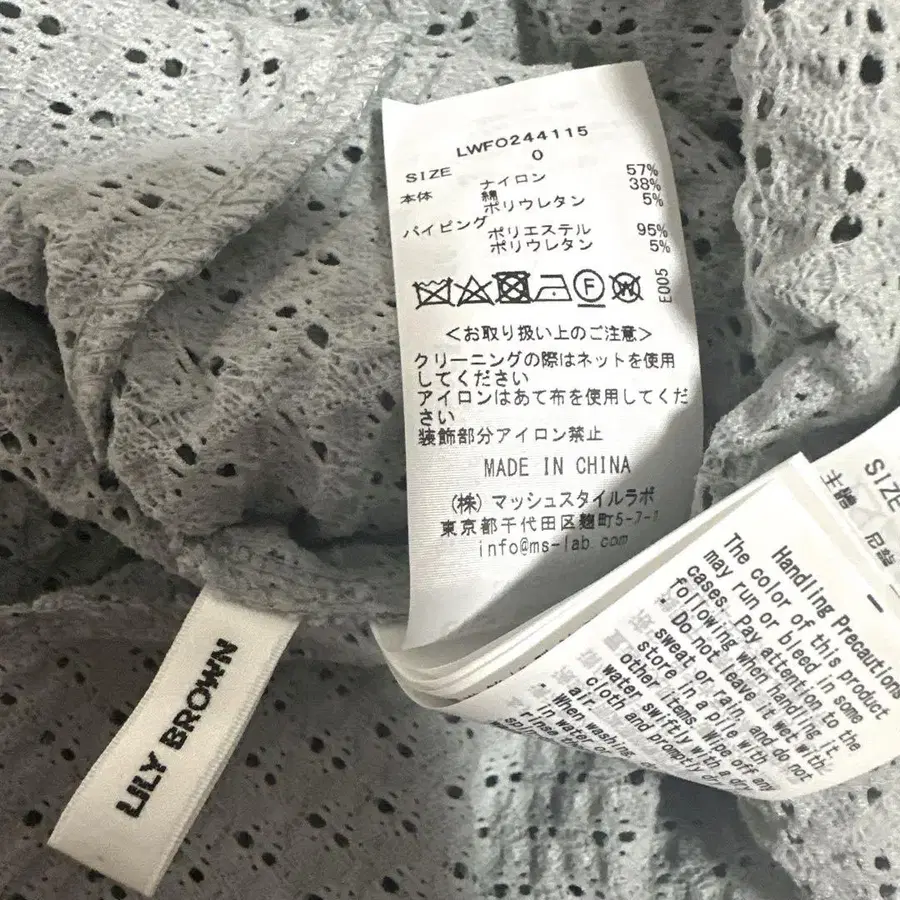 LWFO244115
SIZE 0
本体 ナイロン 57%
綿 38%
ポリウレタン 5%
パイピング ポリエステル 95%
ポリウレタン 5%
F W E005
<お取り扱い上のご注意>
クリーニングの際はネットを使用
してください
アイロンはあて布を使用してくだ
さい
装飾部分アイロン禁止
MADE IN CHINA
(株) マッシュスタイルラボ
東京都千代田区麹町5-7-1
info@ms-lab.com
LILY BROWN
Handling Precautions
The color of this product
may run or bleed in some
cases. Pay attention to the
following when handling it.
・Do not leave it wet with
sweat or rain, and do not
store in a pile with
other items. Wipe off any
water swiftly with a dry
cloth and promptly dry
air.
・When washing
in water
rinse
SIZE
主體